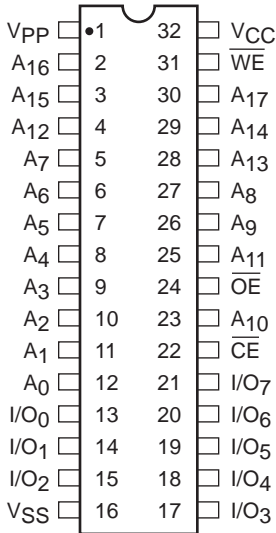 VPP 1 32 VCC
A16 2 31 WE
A15 3 30 A17
A12 4 29 A14
A7 5 28 A13
A6 6 27 A8
A5 7 26 A9
A4 8 25 A11
A3 9 24 OE
A2 10 23 A10
A1 11 22 CE
A0 12 21 I/O7
I/O0 13 20 I/O6
I/O1 14 19 I/O5
I/O2 15 18 I/O4
VSS 16 17 I/O3